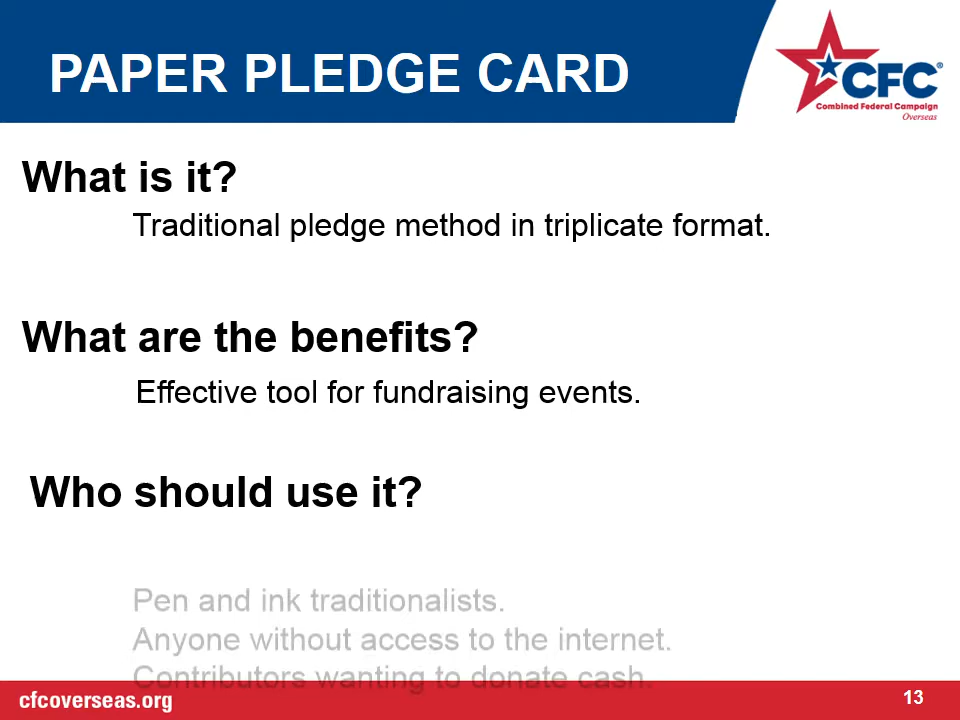 PAPER PLEDGE CARD
CFC®
Combined Federal Campaign
Overseas
What is it?
Traditional pledge method in triplicate format.
What are the benefits?
Effective tool for fundraising events.
Who should use it?
Pen and ink traditionalists.
Anyone without access to the internet.
Contributors wanting to donate cash.
cfcoverseas.org
13